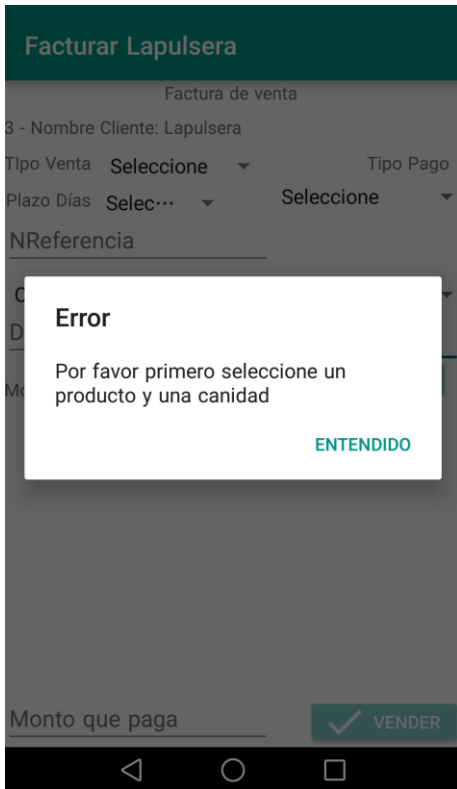 Facturar Lapulsera
Factura de venta
3 - Nombre Cliente: Lapulsera
TIpo Venta Seleccione Tipo Pago
Plazo Días Selec... Seleccione
NReferencia
Error
Por favor primero seleccione un
producto y una canidad
ENTENDIDO
Monto que paga
VENDER